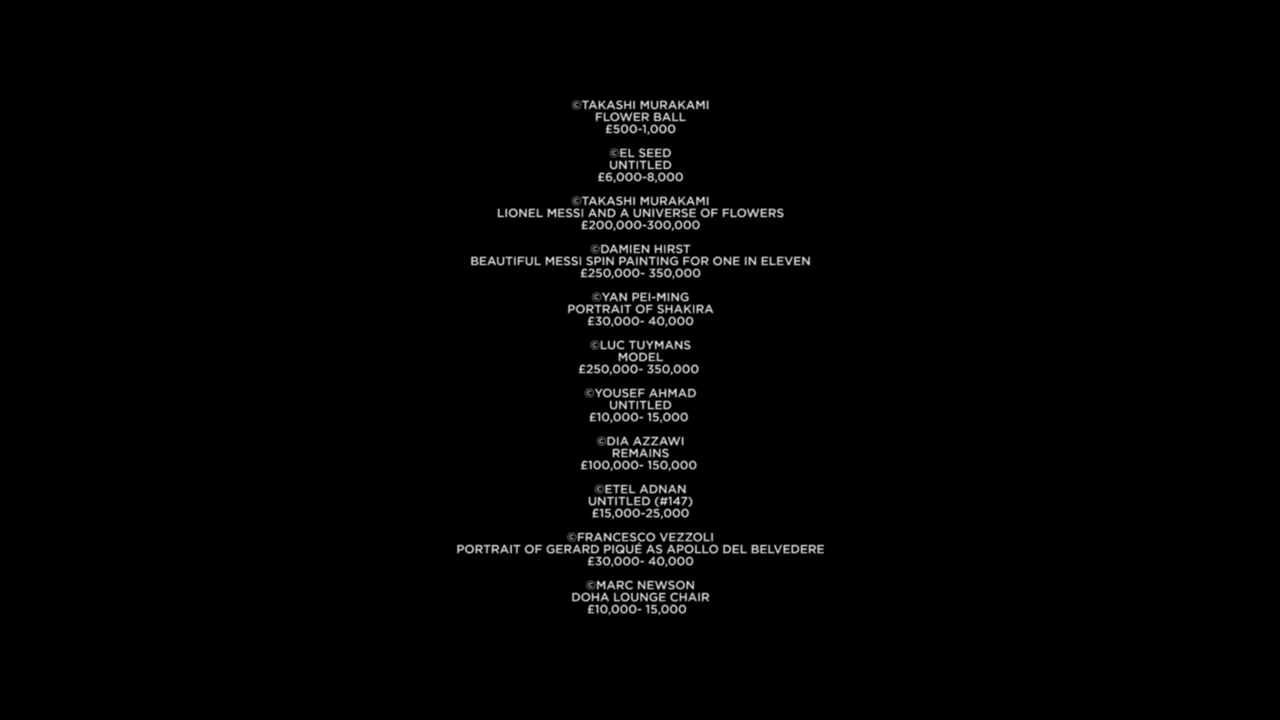 ©TAKASHI MURAKAMI
FLOWER BALL
£500-1,000
©EL SEED
UNTITLED
£6,000-8,000
©TAKASHI MURAKAMI
LIONEL MESSI AND A UNIVERSE OF FLOWERS
£200,000-300,000
©DAMIEN HIRST
BEAUTIFUL MESSI SPIN PAINTING FOR ONE IN ELEVEN
£250,000- 350,000
©YAN PEI-MING
PORTRAIT OF SHAKIRA
£30,000- 40,000
©LUC TUYMANS
MODEL
£250,000- 350,000
©YOUSEF AHMAD
UNTITLED
£10,000- 15,000
©DIA AZZAWI
REMAINS
£100,000- 150,000
©ETEL ADNAN
UNTITLED (#147)
£15,000-25,000
©FRANCESCO VEZZOLI
PORTRAIT OF GERARD PIQUÉ AS APOLLO DEL BELVEDERE
£30,000- 40,000
©MARC NEWSON
DOHA LOUNGE CHAIR
£10,000- 15,000